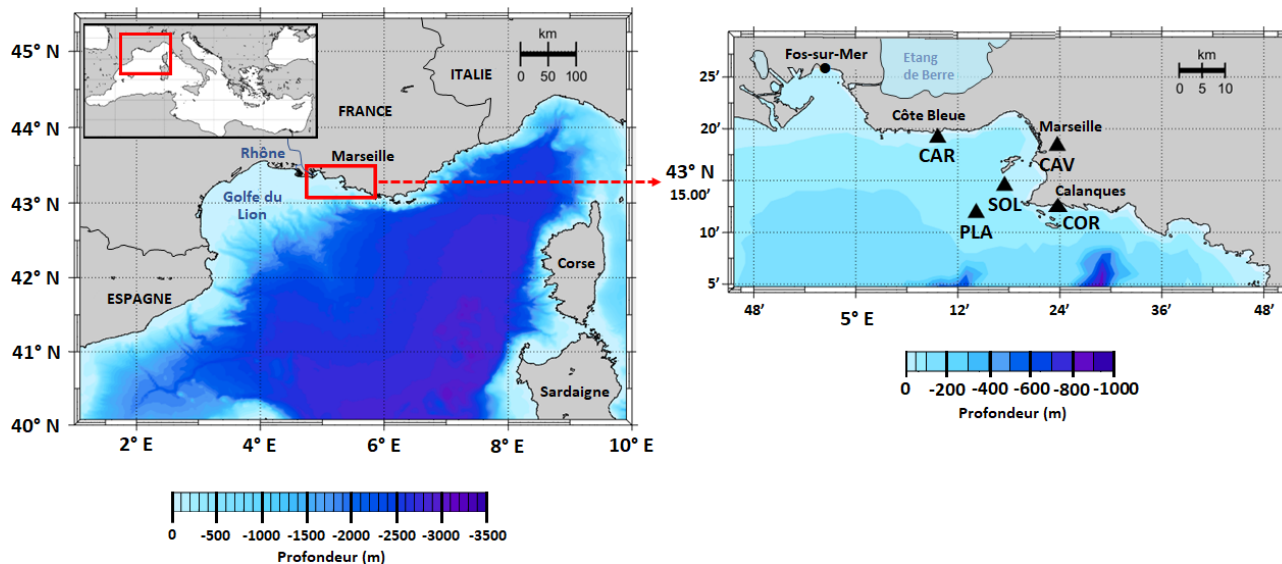 45° N
44° N
43° N
42° N
41° N
40° N
2° E
4° E
6° E
8° E
10° E
km
0 50 100
ITALIE
FRANCE
Rhône
Marseille
Golfe du
Lion
Corse
ESPAGNE
Sardaigne
0 -500 -1000 -1500 -2000 -2500 -3000 -3500
Profondeur (m)
25′
20′
43° N
15.00′
10′
5′
48′
5° E
12′
24′
36′
48′
Fos-sur-Mer
Etang
de Berre
km
0 5 10
Côte Bleue
CAR
Marseille
CAV
SOL
Calanques
COR
PLA
0 -200 -400 -600 -800 -1000
Profondeur (m)